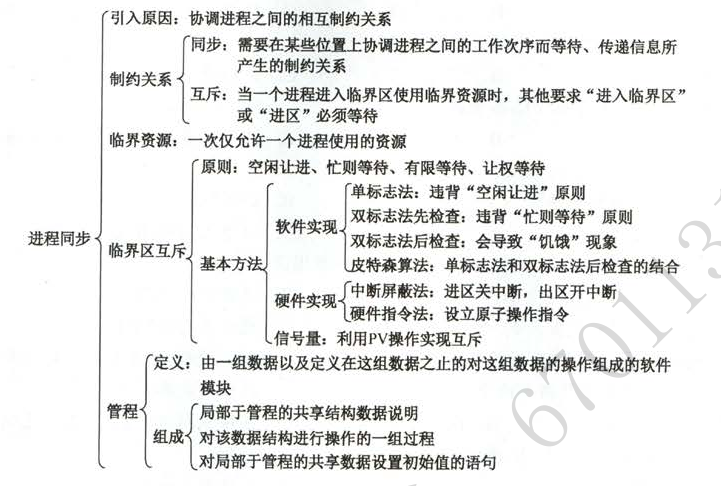 引入原因：协调进程之间的相互制约关系
同步：需要在某些位置上协调进程之间的工作次序而等待、传递信息所
产生的制约关系
制约关系
互斥：当一个进程进入临界区使用临界资源时，其他要求“进入临界区”
或“进区”必须等待
临界资源：一次仅允许一个进程使用的资源
原则：空闲让进、忙则等待、有限等待、让权等待
单标志法：违背“空闲让进”原则
双标志法先检查：违背“忙则等待”原则
软件实现
双标志法后检查：会导致“饥饿”现象
进程同步
临界区互斥
基本方法
皮特森算法：单标志法和双标志法后检查的结合
中断屏蔽法：进区关中断，出区开中断
硬件实现
硬件指令法：设立原子操作指令
信号量：利用PV操作实现互斥
定义：由一组数据以及定义在这组数据之止的对这组数据的操作组成的软件
模块
管程
局部于管程的共享结构数据说明
组成
对该数据结构进行操作的一组过程
对局部于管程的共享数据设置初始值的语句